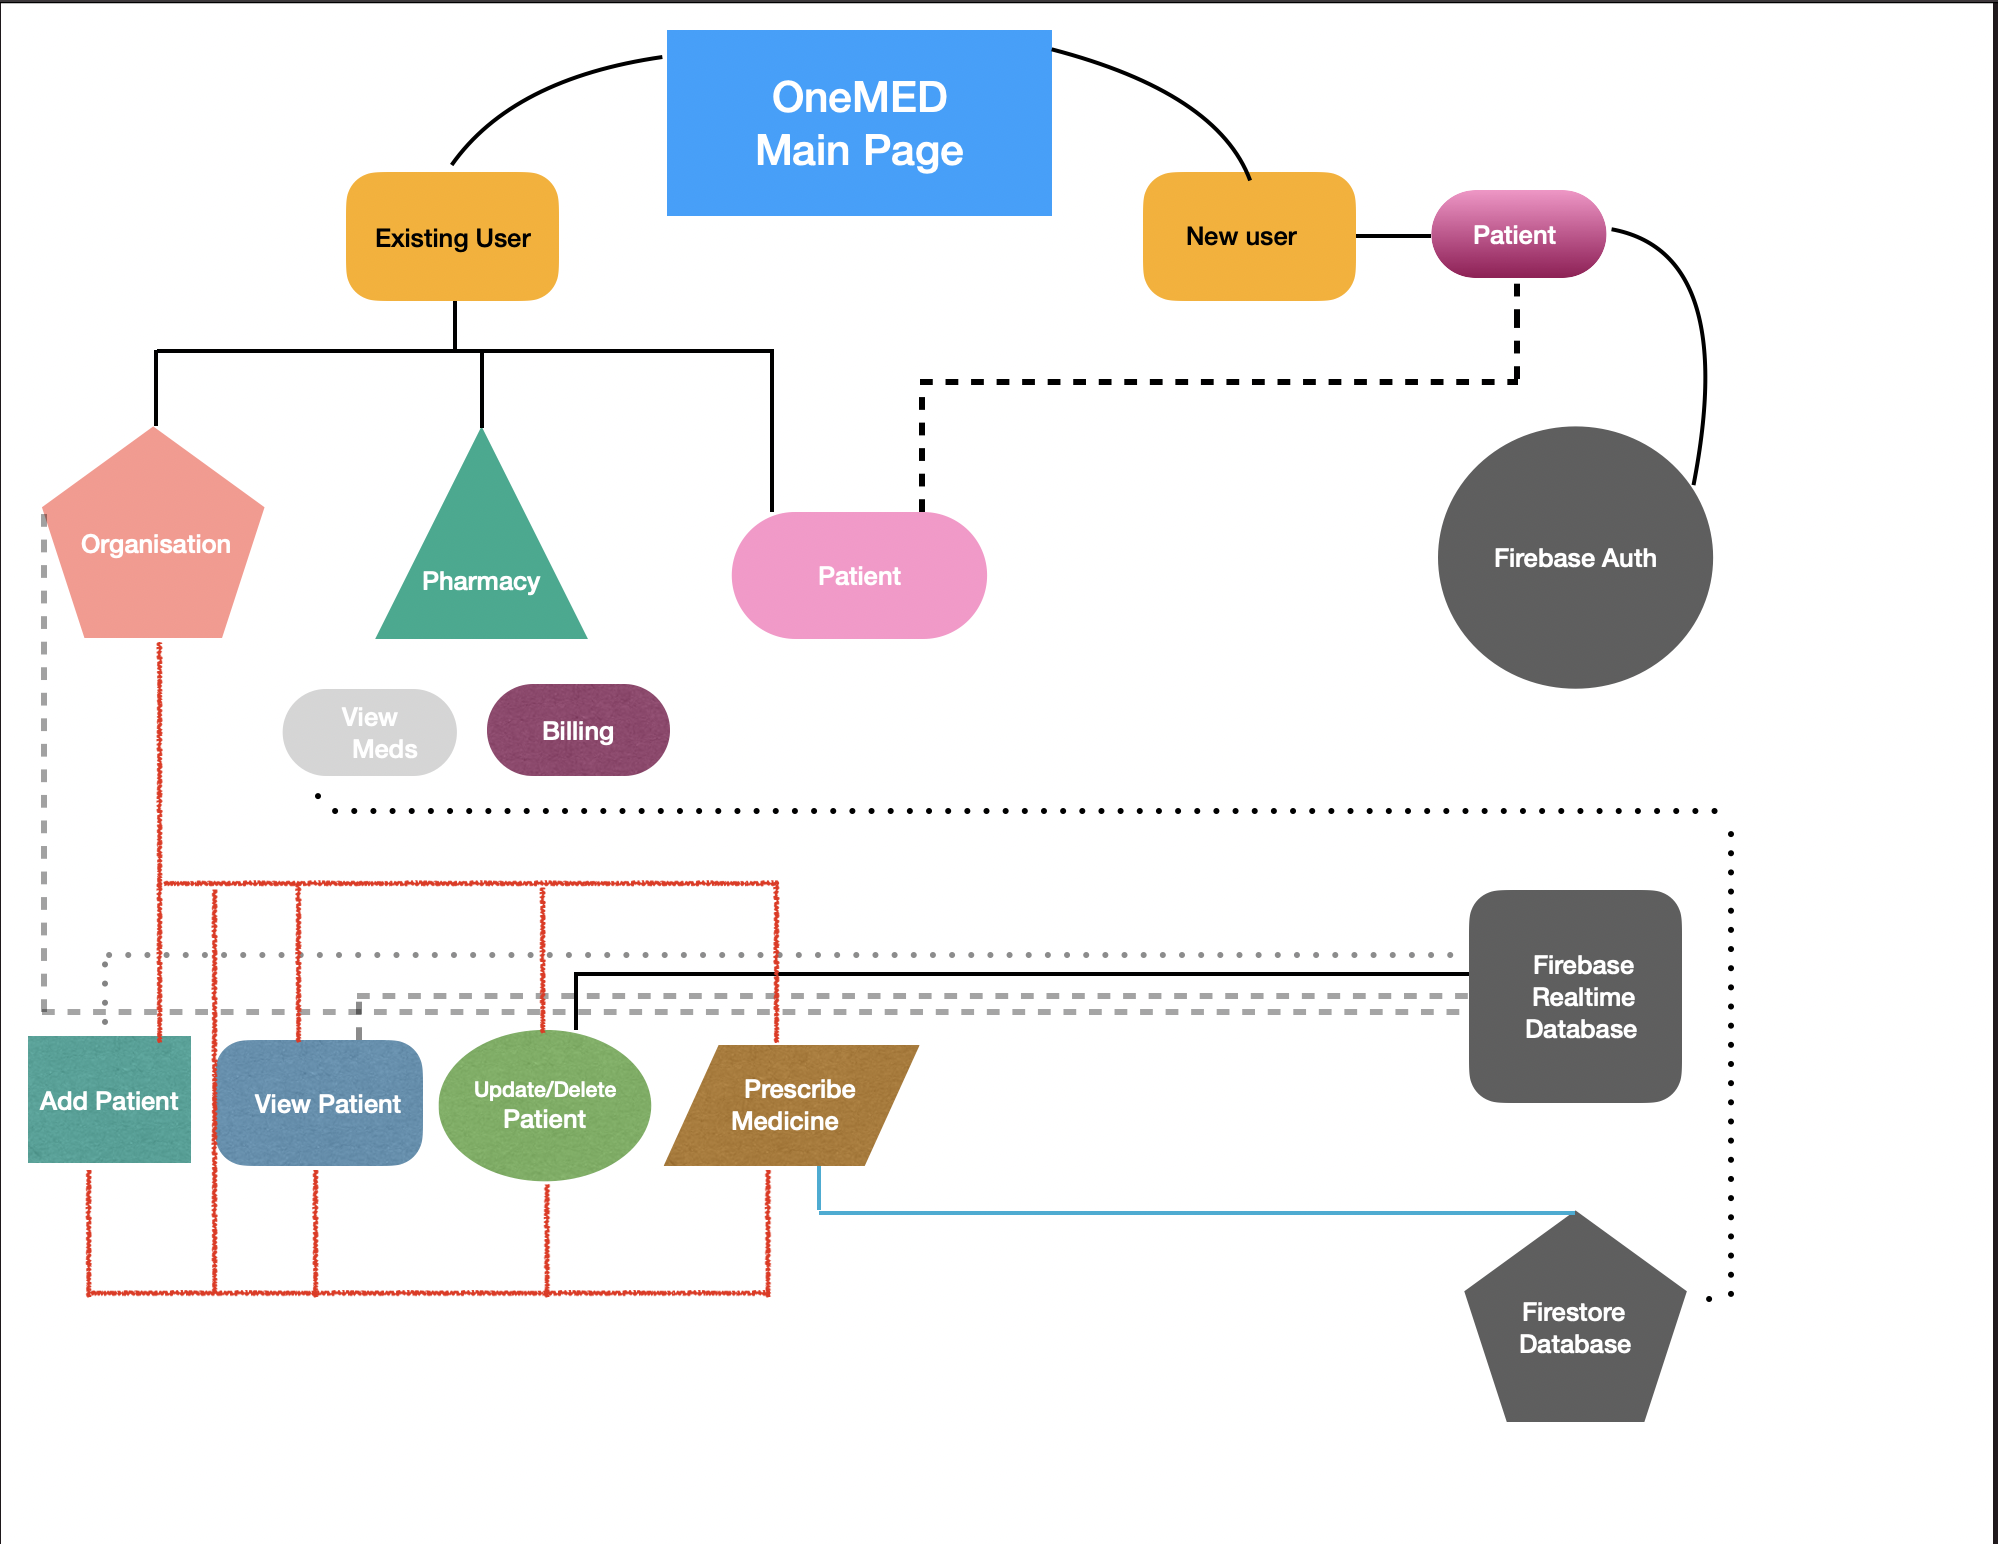 OneMED
Main Page
Existing User
New user
Patient
Organisation
Pharmacy
Patient
Firebase Auth
View
Meds
Billing
Firebase
Realtime
Database
Add Patient
View Patient
Update/Delete
Patient
Prescribe
Medicine
Firestore
Database